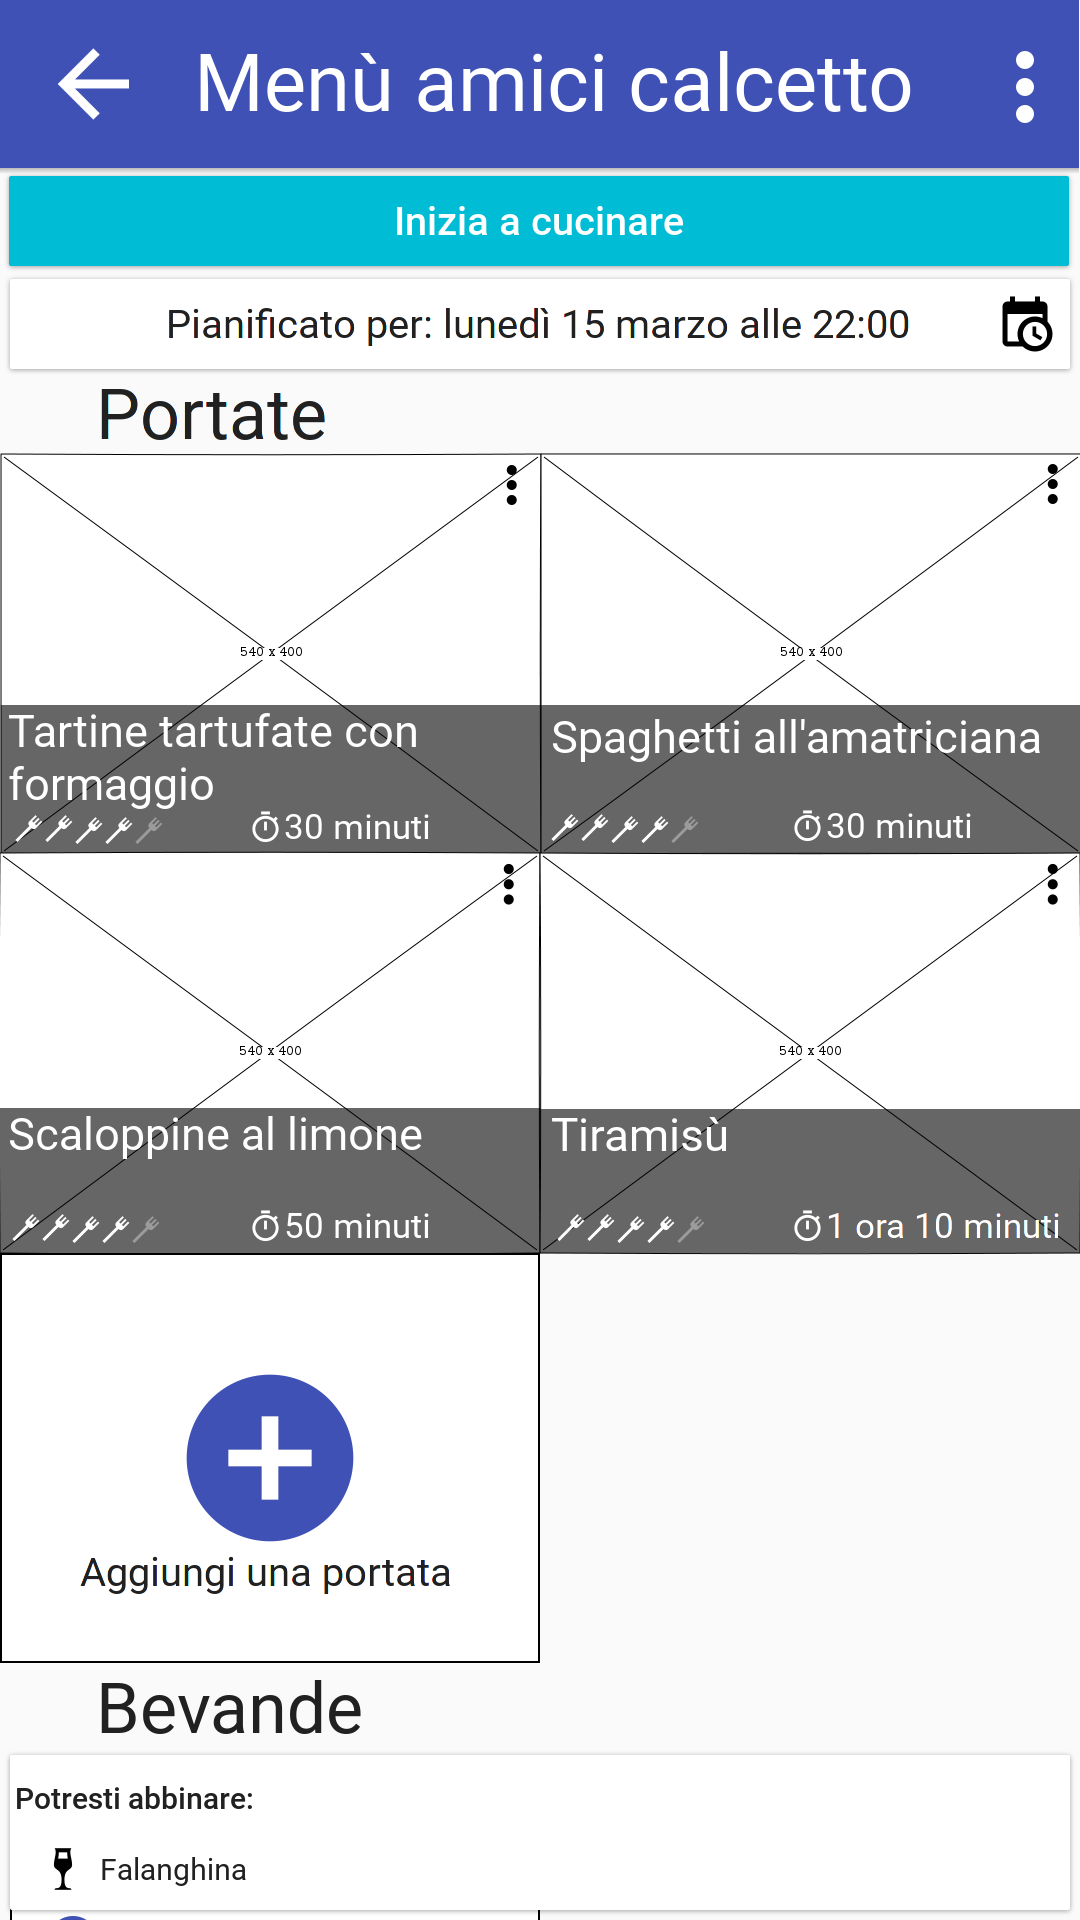 Menù amici calcetto
Inizia a cucinare
Pianificato per: lunedì 15 marzo alle 22:00
Portate
540 x 400
540 x 400
Tartine tartufate con
formaggio
30 minuti
Spaghetti all'amatriciana
30 minuti
540 x 400
540 x 400
Scaloppine al limone
50 minuti
Tiramisù
1 ora 10 minuti
Aggiungi una portata
Bevande
Potresti abbinare:
Falanghina